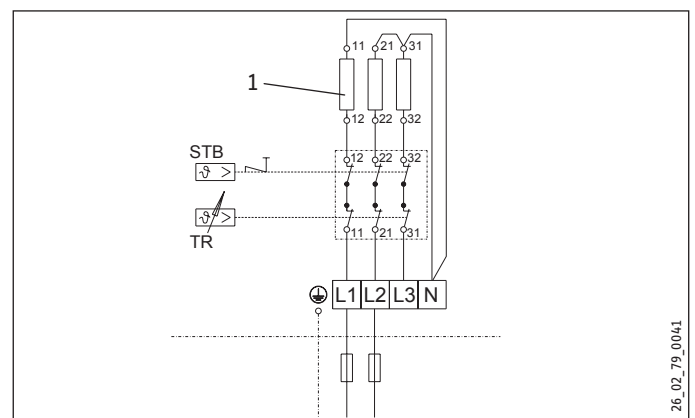 11 21 31
1
12 22 32
STB
12 22 32
ϑ >
ϑ >
11 21 31
TR
L1 L2 L3 N
26_02_79_0041